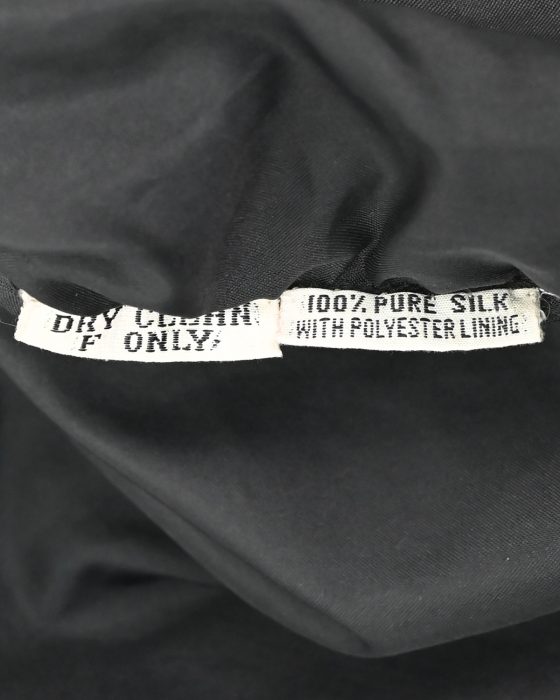 DRY CLEAN
F ONLY
100% PURE SILK
WITH POLYESTER LINING